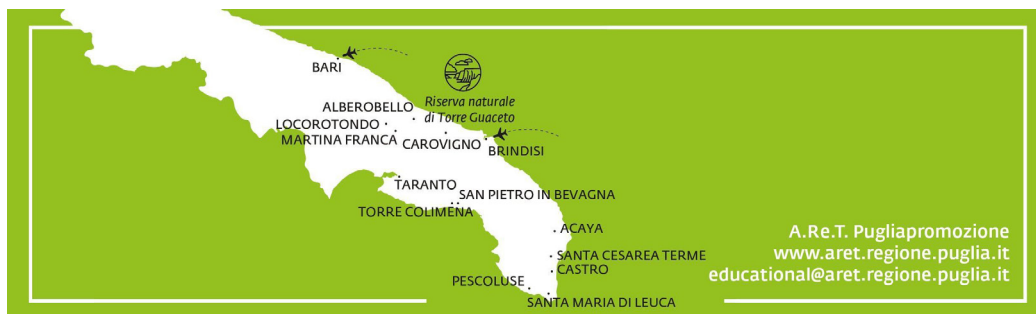 BARI
ALBEROBELLO
Riserva naturale
di Torre Guaceto
LOCOROTONDO
MARTINA FRANCA
CAROVIGNO
BRINDISI
TARANTO
SAN PIETRO IN BEVAGNA
TORRE COLIMENA
ACAYA
SANTA CESAREA TERME
CASTRO
PESCOLUSE
SANTA MARIA DI LEUCA
A.Re.T. Pugliapromozione
www.aret.regione.puglia.it
educational@aret.regione.puglia.it